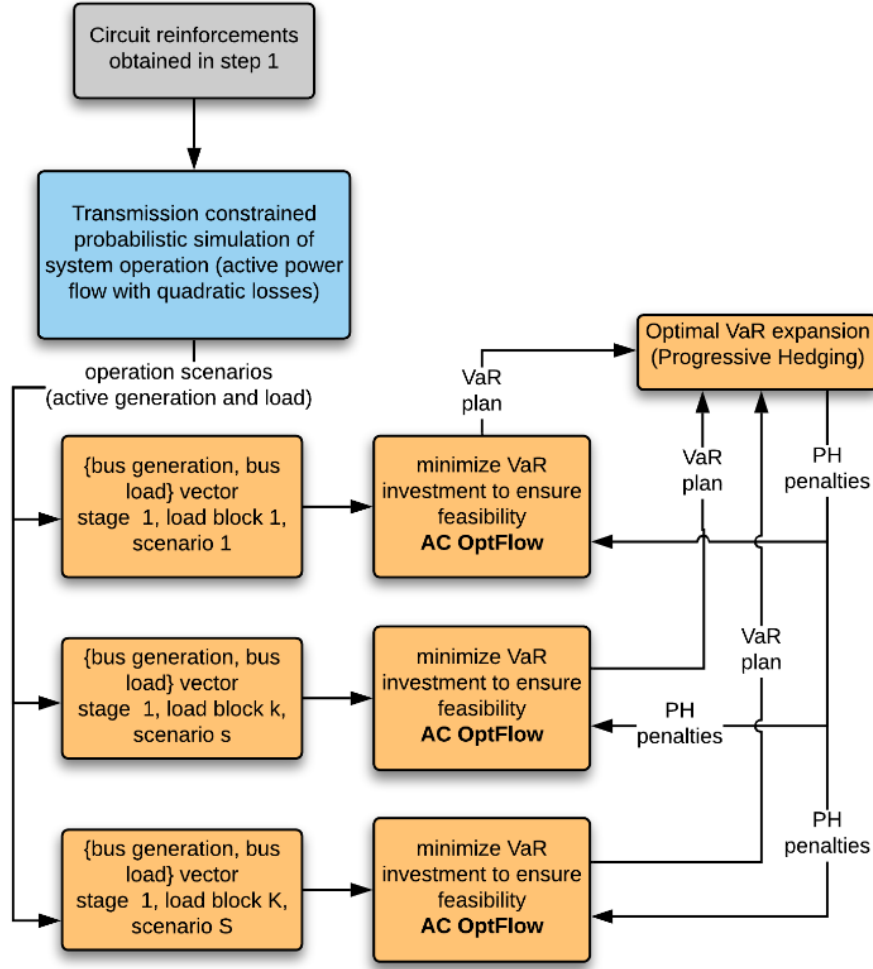 Circuit reinforcements
obtained in step 1
Transmission constrained
probabilistic simulation of
system operation (active power
flow with quadratic losses)
operation scenarios
(active generation and load)
Optimal VaR expansion
(Progressive Hedging)
VaR
plan
VaR
plan
VaR
plan
PH
penalties
{bus generation, bus
load} vector
stage 1, load block 1,
scenario 1
minimize VaR
investment to ensure
feasibility
AC OptFlow
{bus generation, bus
load} vector
stage 1, load block k,
scenario s
minimize VaR
investment to ensure
feasibility
AC OptFlow
PH
penalties
{bus generation, bus
load} vector
stage 1, load block K,
scenario S
minimize VaR
investment to ensure
feasibility
AC OptFlow
PH
penalties